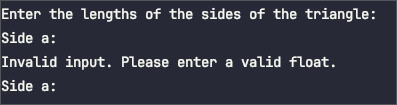 Enter the lengths of the sides of the triangle:
Side a:
Invalid input. Please enter a valid float.
Side a: